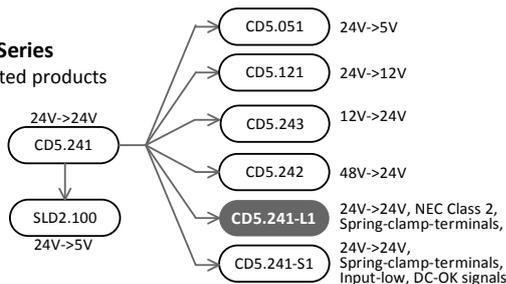 Series
ted products
24V->24V
CD5.241
SLD2.100
24V->5V
CD5.051
24V->5V
CD5.121
24V->12V
CD5.243
12V->24V
CD5.242
48V->24V
CD5.241-L1
24V->24V, NEC Class 2,
Spring-clamp-terminals,
CD5.241-S1
24V->24V,
Spring-clamp-terminals,
Input-low, DC-OK signals